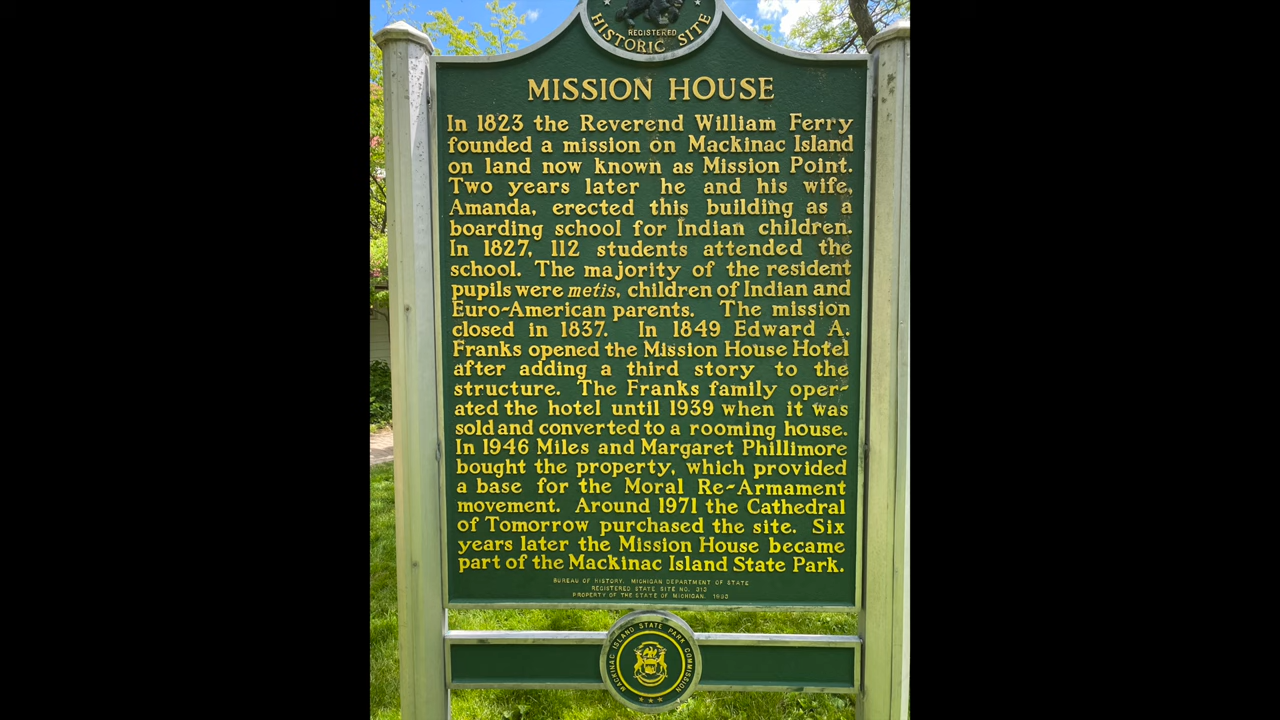 REGISTERED
HISTORIC SITE
MISSION HOUSE
In 1823 the Reverend William Ferry
founded a mission on Mackinac Island
on land now known as Mission Point.
Two years later he and his wife,
Amanda, erected this building as a
boarding school for Indian children.
In 1827, 112 students attended the
school. The majority of the resident
pupils were metis, children of Indian and
Euro-American parents. The mission
closed in 1837. In 1849 Edward A.
Franks opened the Mission House Hotel
after adding a third story to the
structure. The Franks family oper-
ated the hotel until 1939 when it was
sold and converted to a rooming house.
In 1946 Miles and Margaret Phillimore
bought the property, which provided
a base for the Moral Re-Armament
movement. Around 1971 the Cathedral
of Tomorrow purchased the site. Six
years later the Mission House became
part of the Mackinac Island State Park.
BUREAU OF HISTORY, MICHIGAN DEPARTMENT OF STATE
REGISTERED STATE SITE NO. 313
PROPERTY OF THE STATE OF MICHIGAN,
MACKINAC ISLAND STATE PARK COMMISSION